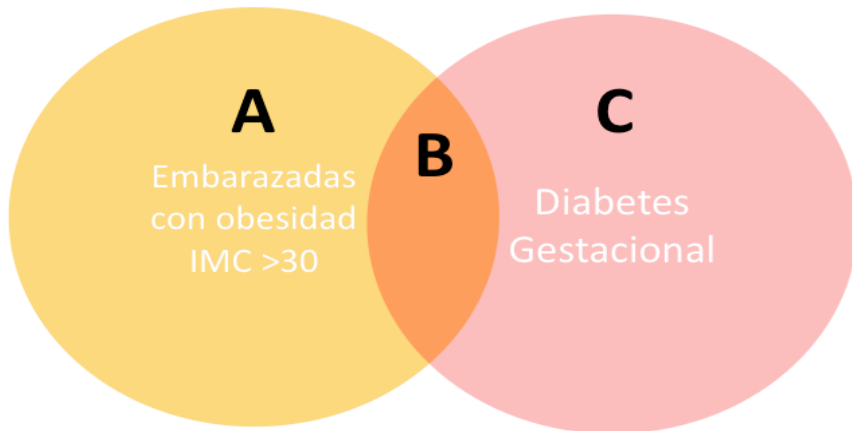 A
Embarazadas
con obesidad
IMC >30
B
C
Diabetes
Gestacional